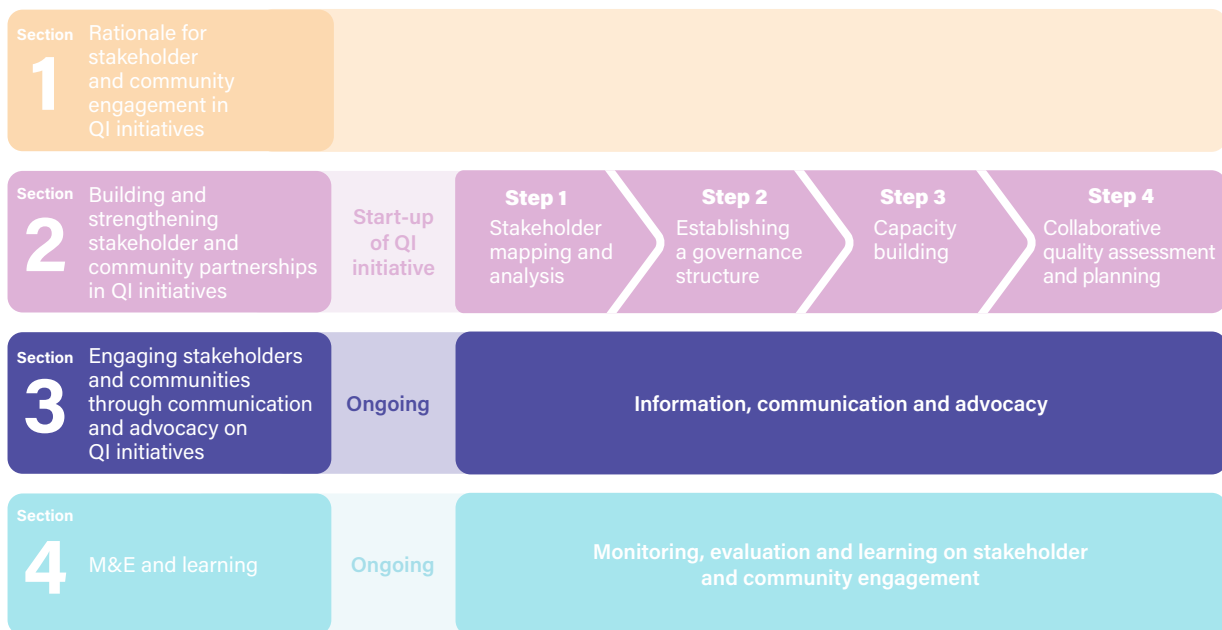 Section
1
Rationale for
stakeholder
and community
engagement in
QI initiatives
Section
2
Building and
strengthening
stakeholder and
community partnerships
in QI initiatives
Start-up
of QI
initiative
Step 1
Stakeholder
mapping and
analysis
Step 2
Establishing
a governance
structure
Step 3
Capacity
building
Step 4
Collaborative
quality assessment
and planning
Section
3
Engaging stakeholders
and communities
through communication
and advocacy on
QI initiatives
Ongoing
Information, communication and advocacy
Section
4
M&E and learning
Ongoing
Monitoring, evaluation and learning on stakeholder
and community engagement